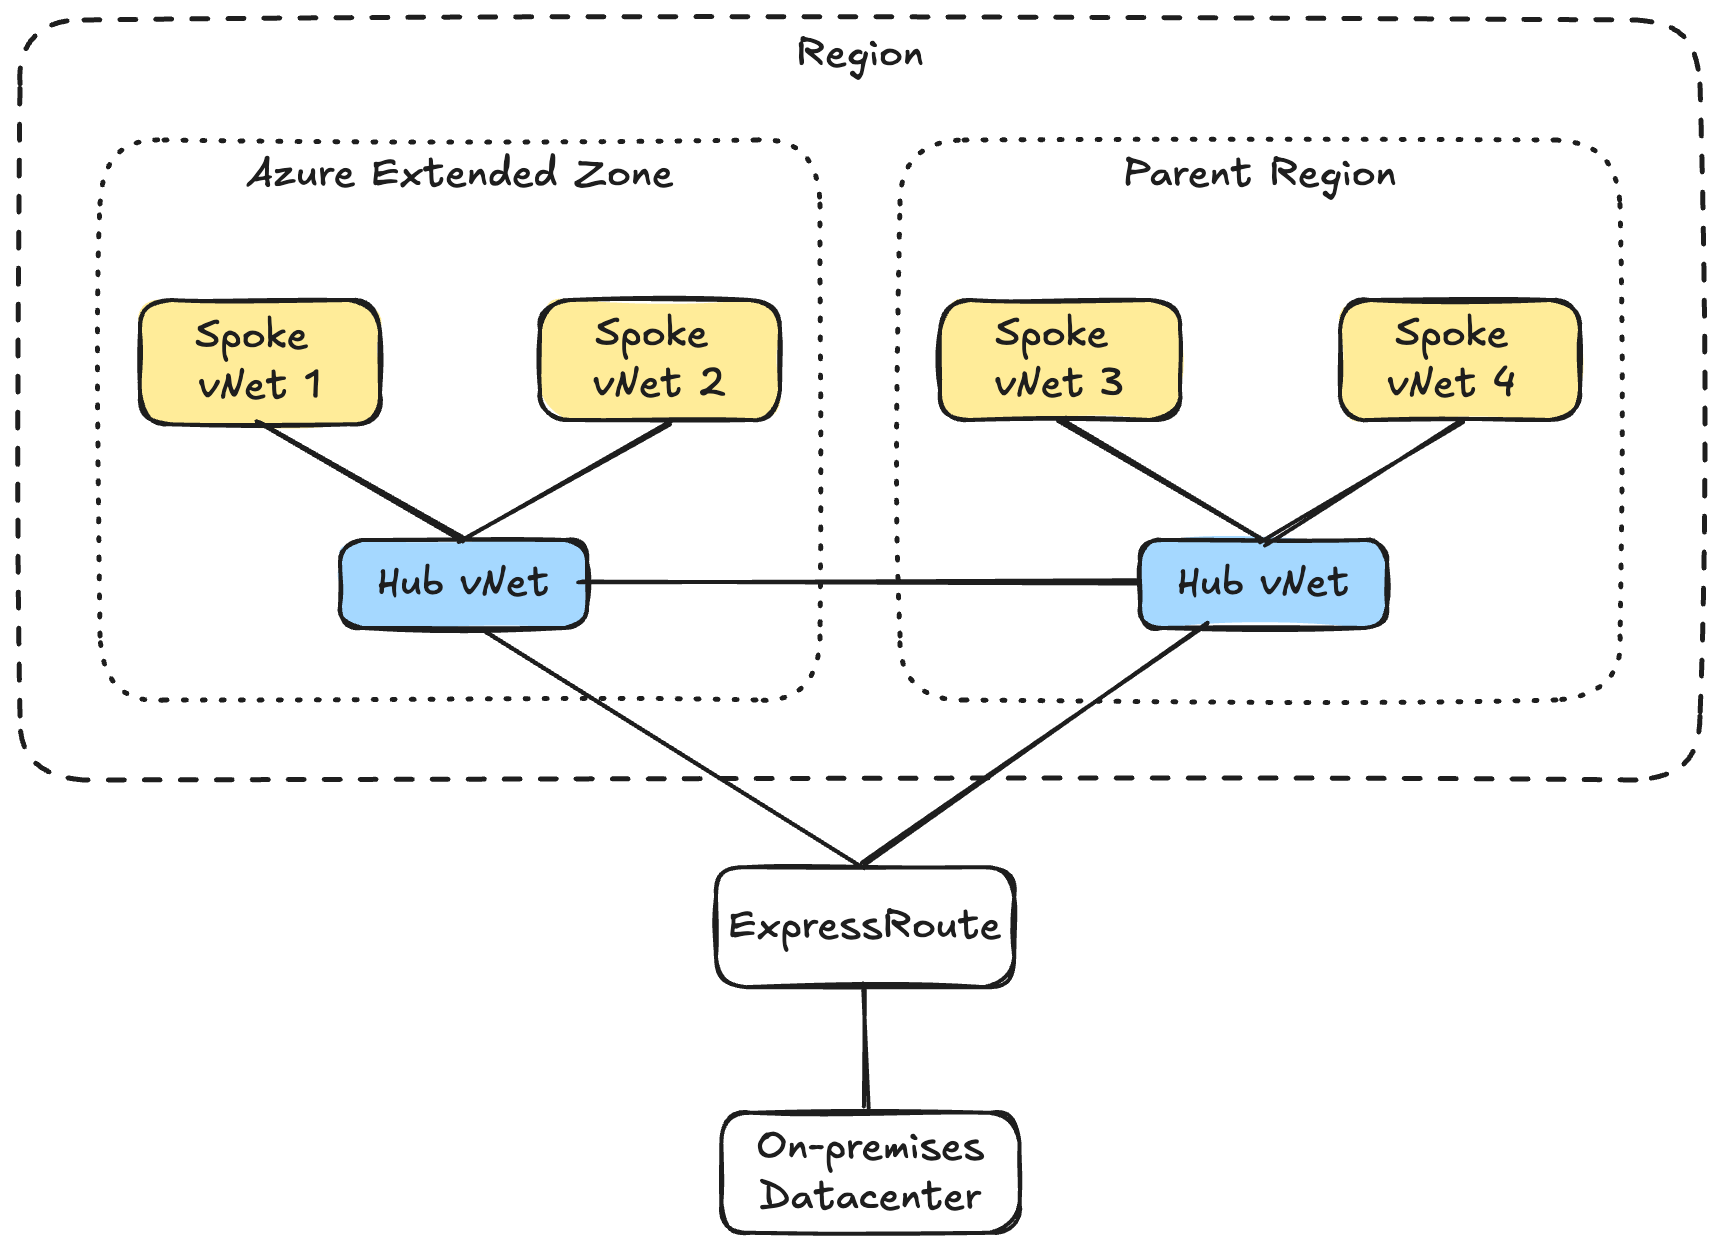 Region
Azure Extended Zone
Parent Region
Spoke
vNet 1
Spoke
vNet 2
Spoke
vNet 3
Spoke
vNet 4
Hub vNet
Hub vNet
ExpressRoute
On-premises
Datacenter